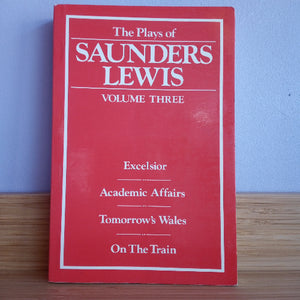 The Plays of
SAUNDERS
LEWIS
VOLUME THREE
Excelsior
Academic Affairs
Tomorrow's Wales
On The Train